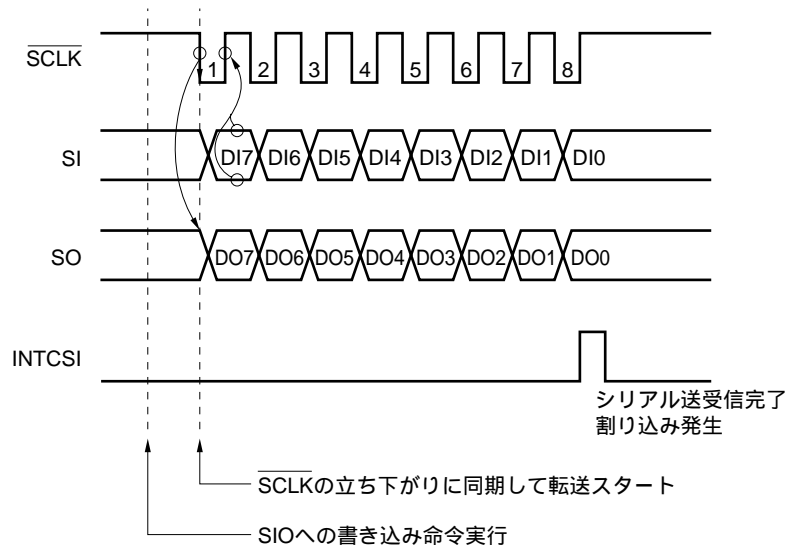 SCLK
1 2 3 4 5 6 7 8
SI
DI7 DI6 DI5 DI4 DI3 DI2 DI1 DI0
SO
DO7 DO6 DO5 DO4 DO3 DO2 DO1 DO0
INTCSI
シリアル送受信完了
割り込み発生
SCLKの立ち下がりに同期して転送スタート
SIOへの書き込み命令実行